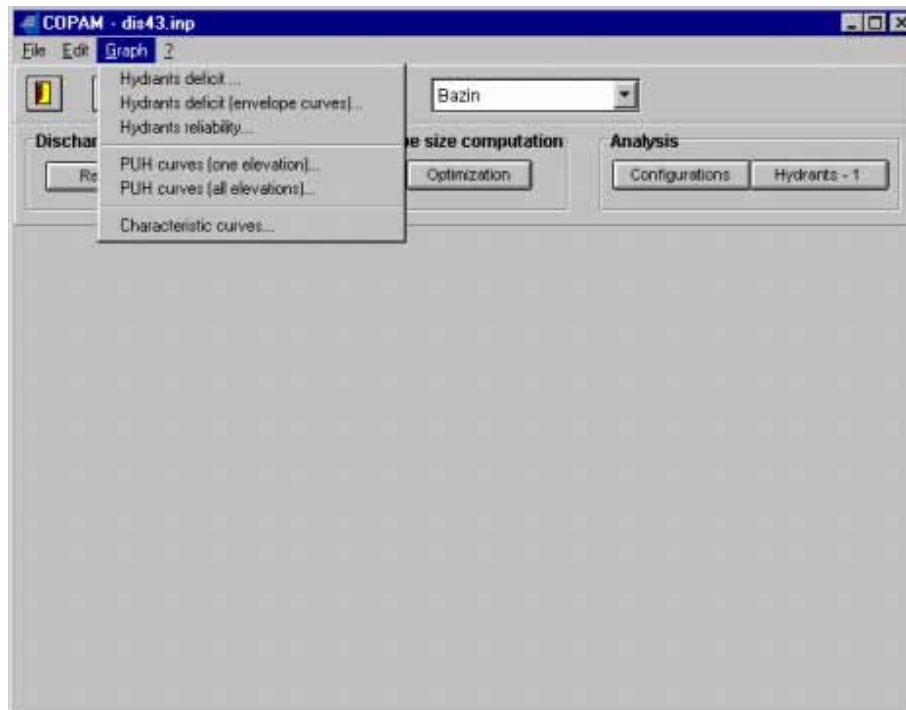 COPAM - dis43.inp
File Edit Graph ?
Hydrants deficit ...
Hydrants deficit (envelope curves)...
Hydrants reliability...
PUH curves (one elevation)...
PUH curves (all elevations)...
Characteristic curves...
Bazin
Dischar
Re
e size computation
Optimization
Analysis
Configurations Hydrants - 1